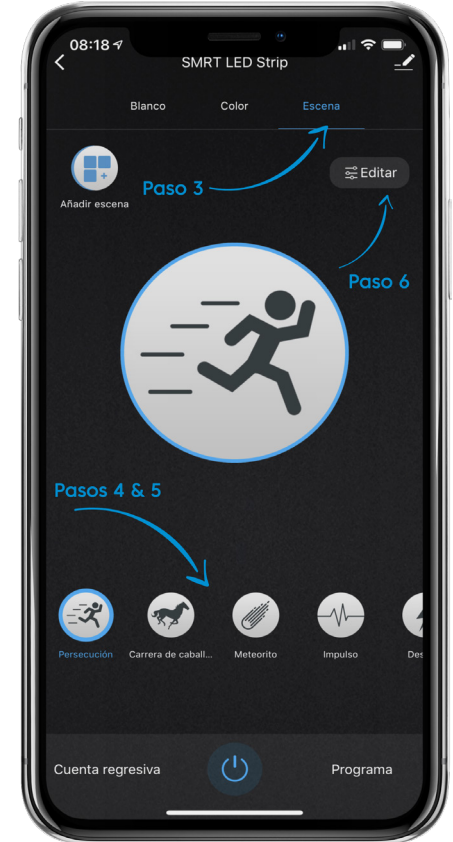 08:18
SMRT LED Strip
Blanco
Color
Escena
Paso 3
Editar
Añadir escena
Paso 6
Pasos 4 & 5
Persecución
Carrera de caball...
Meteorito
Impulso
Des
Cuenta regresiva
Programa